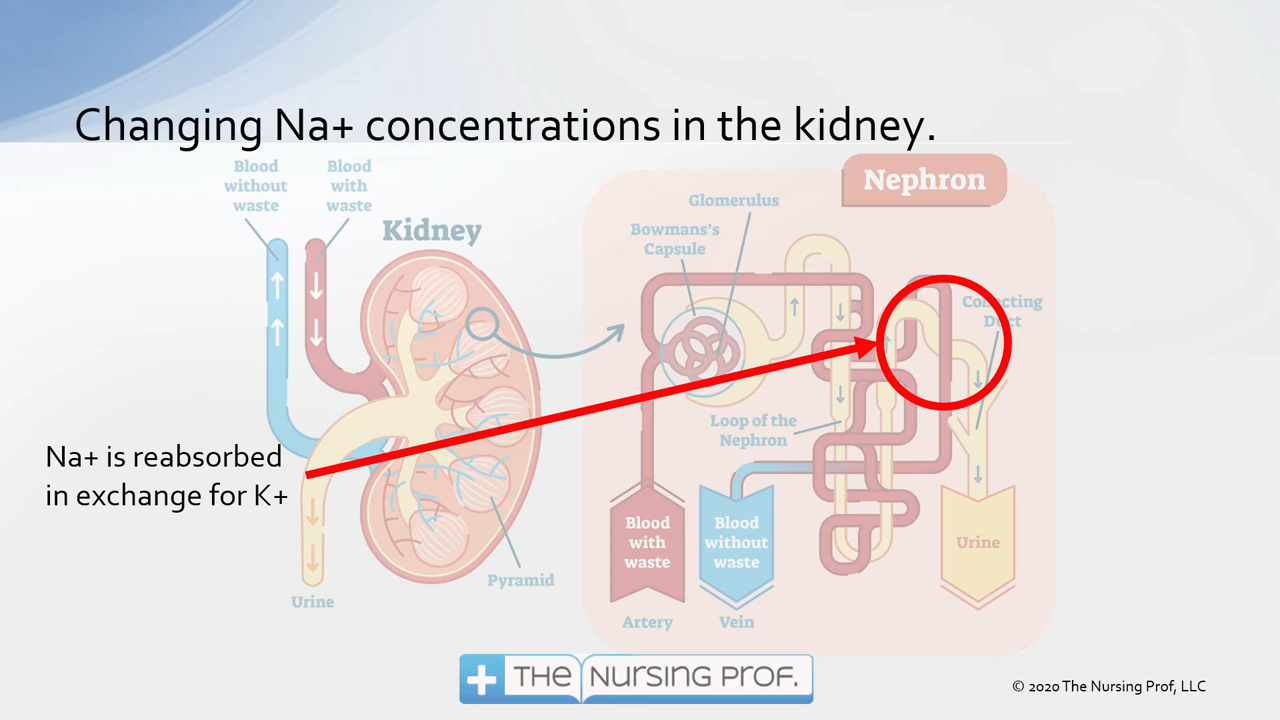 Changing Na+ concentrations in the kidney.
Blood
without
waste
Blood
with
waste
Kidney
Nephron
Glomerulus
Bowmans's
Capsule
Collecting
Duct
Loop of the
Nephron
Na+ is reabsorbed
in exchange for K+
Pyramid
Urine
Blood
with
waste
Artery
Blood
without
waste
Vein
Urine
THE NURSING PROF.
© 2020 The Nursing Prof, LLC